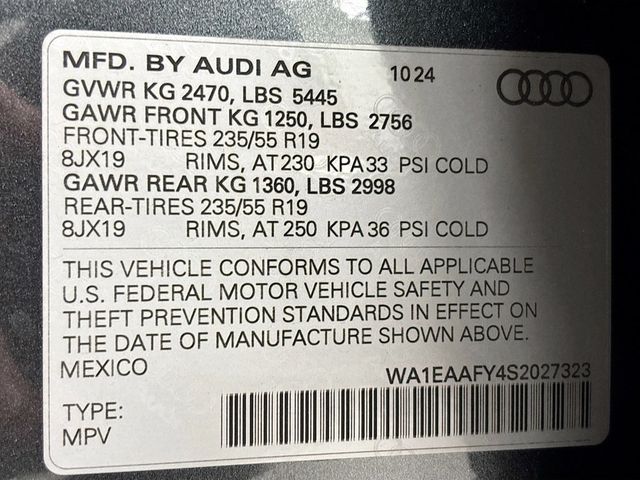 MFD. BY AUDI AG 1024
GVWR KG 2470, LBS 5445
GAWR FRONT KG 1250, LBS 2756
FRONT-TIRES 235/55 R19
8JX19 RIMS, AT 230 KPA 33 PSI COLD
GAWR REAR KG 1360, LBS 2998
REAR-TIRES 235/55 R19
8JX19 RIMS, AT 250 KPA 36 PSI COLD
THIS VEHICLE CONFORMS TO ALL APPLICABLE
U.S. FEDERAL MOTOR VEHICLE SAFETY AND
THEFT PREVENTION STANDARDS IN EFFECT ON
THE DATE OF MANUFACTURE SHOWN ABOVE.
MEXICO WA1EAAFY4S2027323
TYPE:
MPV